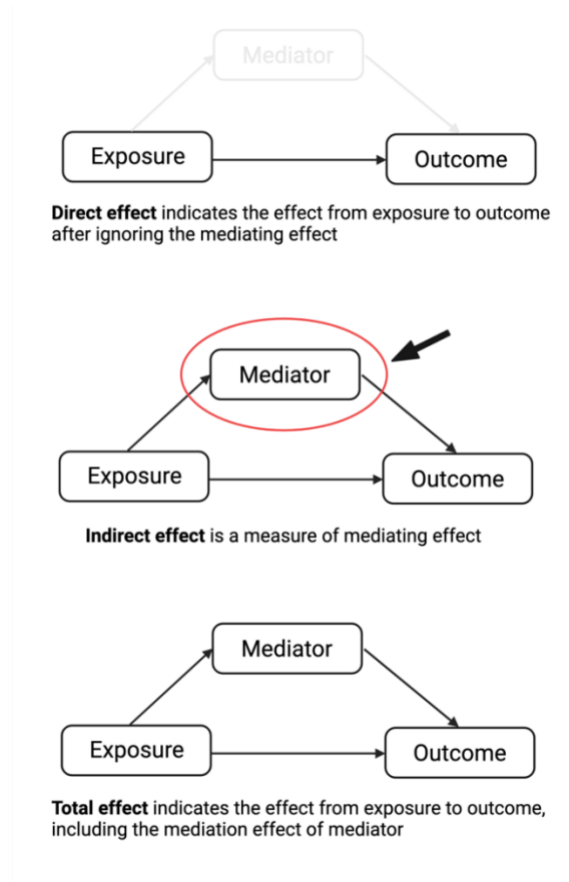 Mediator
Exposure
Outcome
Direct effect indicates the effect from exposure to outcome
after ignoring the mediating effect
Mediator
Exposure
Outcome
Indirect effect is a measure of mediating effect
Mediator
Exposure
Outcome
Total effect indicates the effect from exposure to outcome,
including the mediation effect of mediator